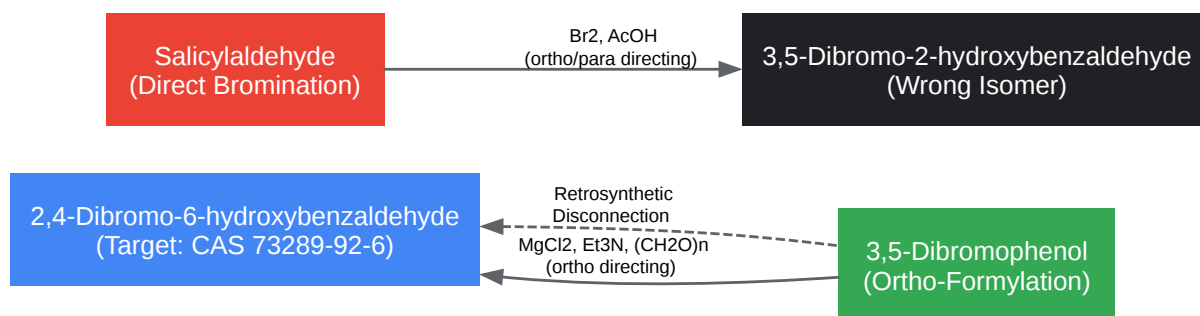 Salicylaldehyde
(Direct Bromination)
Br2, AcOH
(ortho/para directing)
3,5-Dibromo-2-hydroxybenzaldehyde
(Wrong Isomer)
2,4-Dibromo-6-hydroxybenzaldehyde
(Target: CAS 73289-92-6)
Retrosynthetic
Disconnection
MgCl2, Et3N, (CH2O)n
(ortho directing)
3,5-Dibromophenol
(Ortho-Formylation)